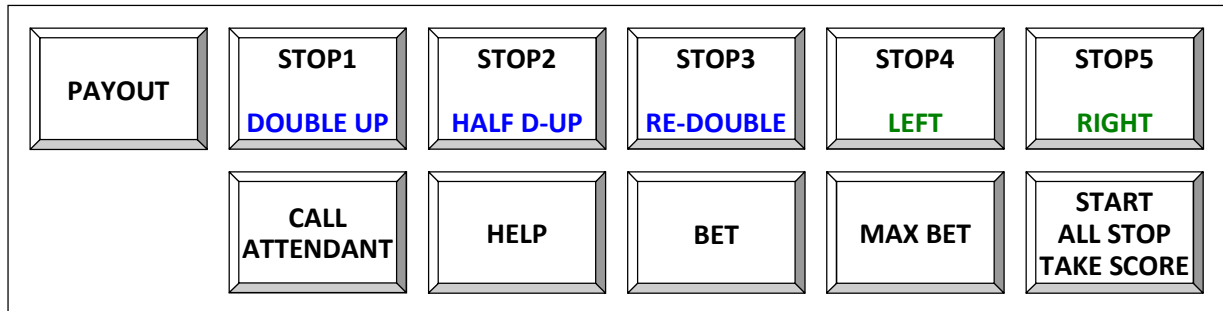 PAYOUT
STOP1
DOUBLE UP
STOP2
HALF D-UP
STOP3
RE-DOUBLE
STOP4
LEFT
STOP5
RIGHT
CALL
ATTENDANT
HELP
BET
MAX BET
START
ALL STOP
TAKE SCORE